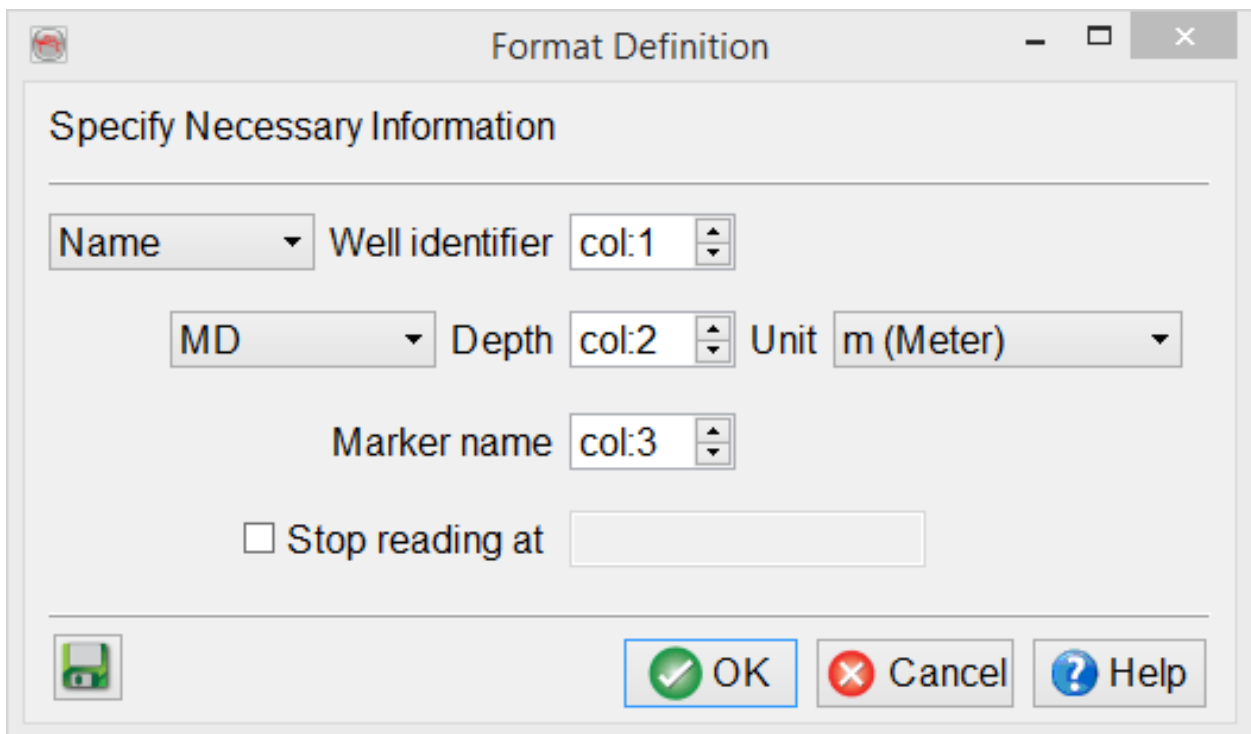 Format Definition
Specify Necessary Information
Name Well identifier col:1
MD Depth col:2 Unit m (Meter)
Marker name col:3
Stop reading at
OK Cancel Help